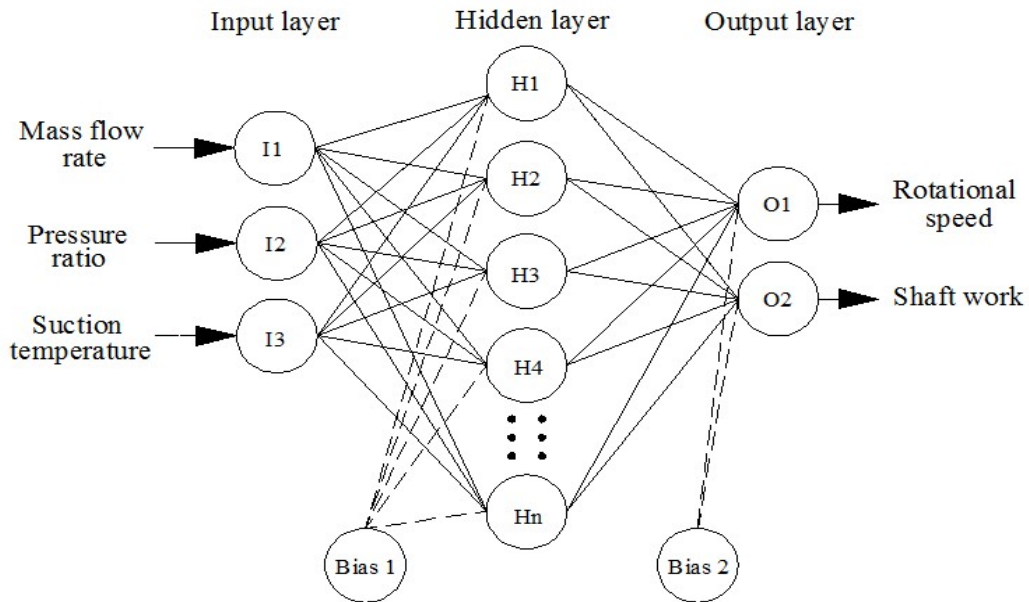 Input layer
Hidden layer
Output layer
Mass flow
rate
Pressure
ratio
Suction
temperature
I1
I2
I3
H1
H2
H3
H4
Hn
Bias 1
O1
O2
Bias 2
Rotational
speed
Shaft work